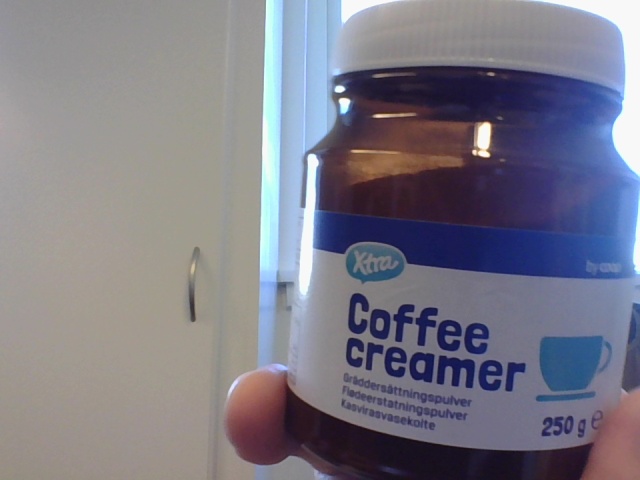 by coop
Xtra
Coffee
creamer
Gräddersättningspulver
Flødeerstatningspulver
Kasvirasvasekoite
250 g ℮